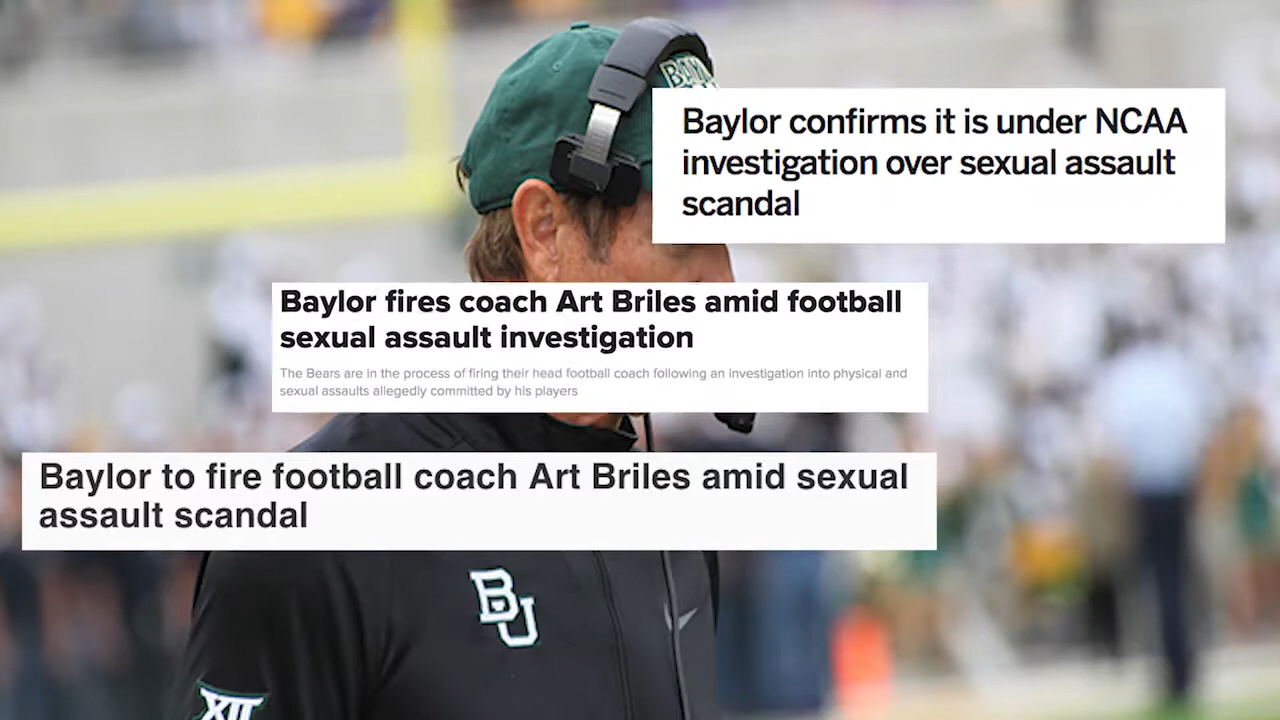 BAYL
Baylor confirms it is under NCAA
investigation over sexual assault
scandal
Baylor fires coach Art Briles amid football
sexual assault investigation
The Bears are in the process of firing their head football coach following an investigation into physical and
sexual assaults allegedly committed by his players
Baylor to fire football coach Art Briles amid sexual
assault scandal
BU
XII